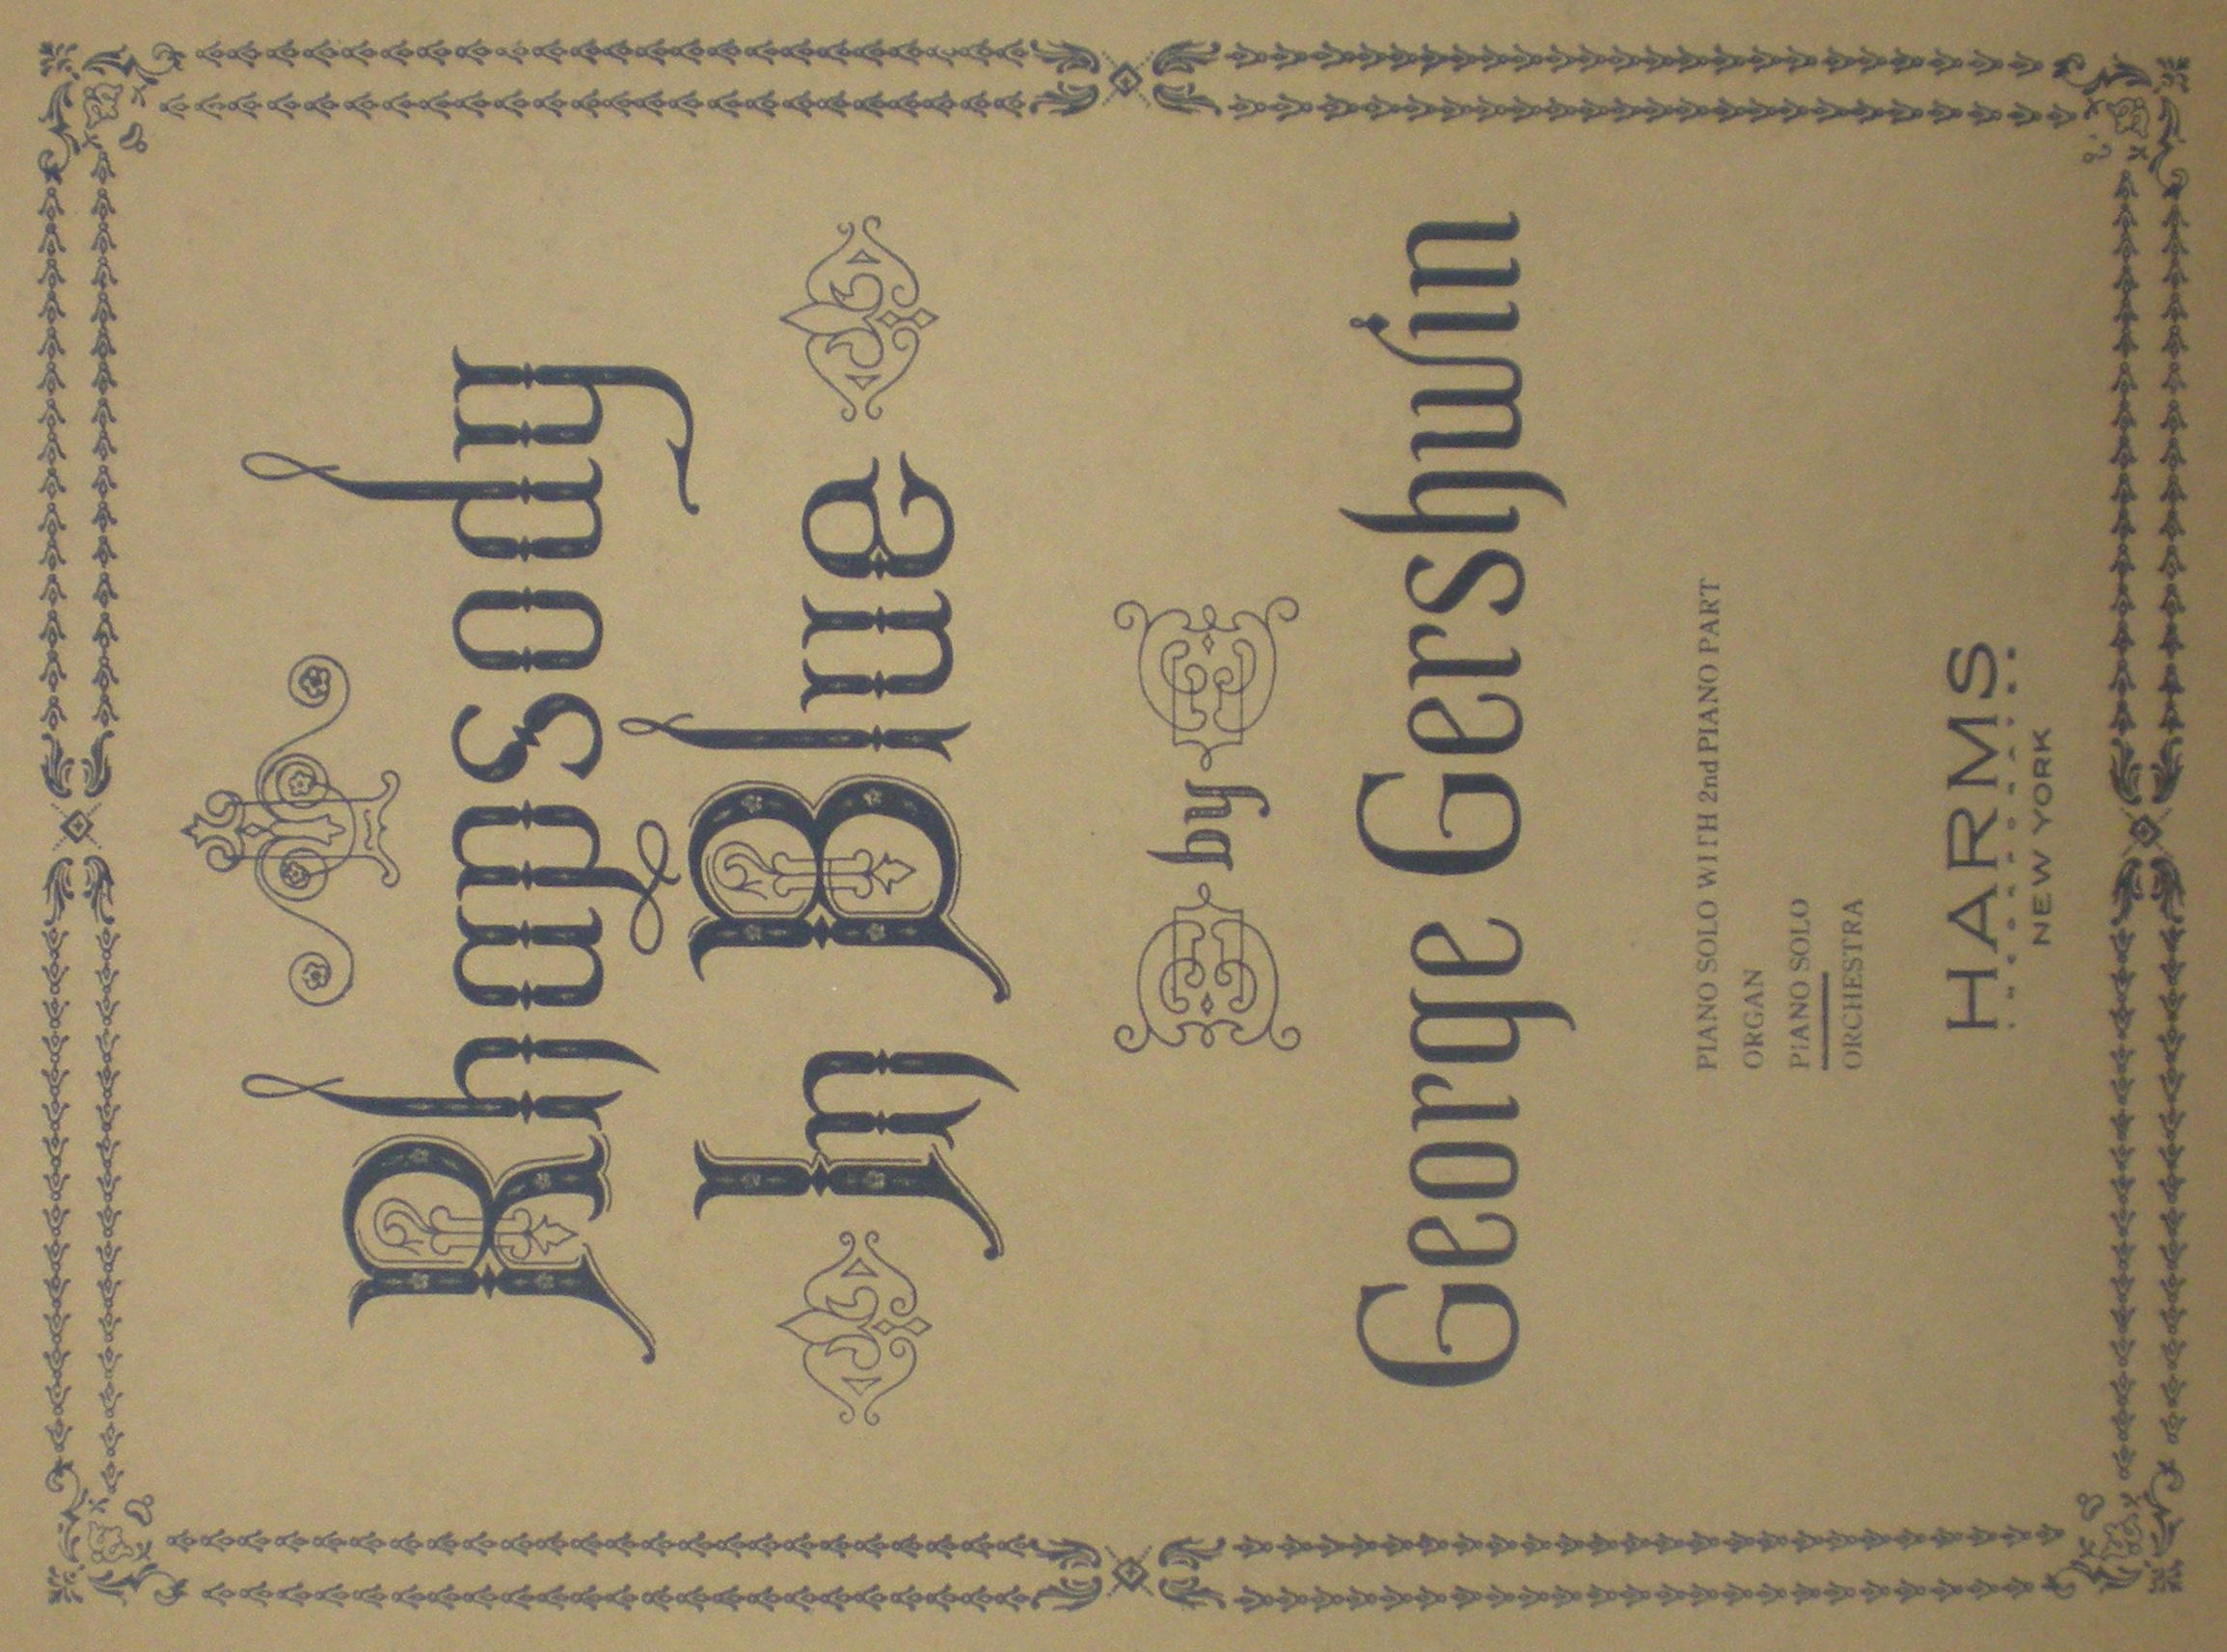 Rhapsody
In Blue
by
George Gershwin
PIANO SOLO WITH 2nd PIANO PART
ORGAN
PIANO SOLO
ORCHESTRA
HARMS
NEW YORK